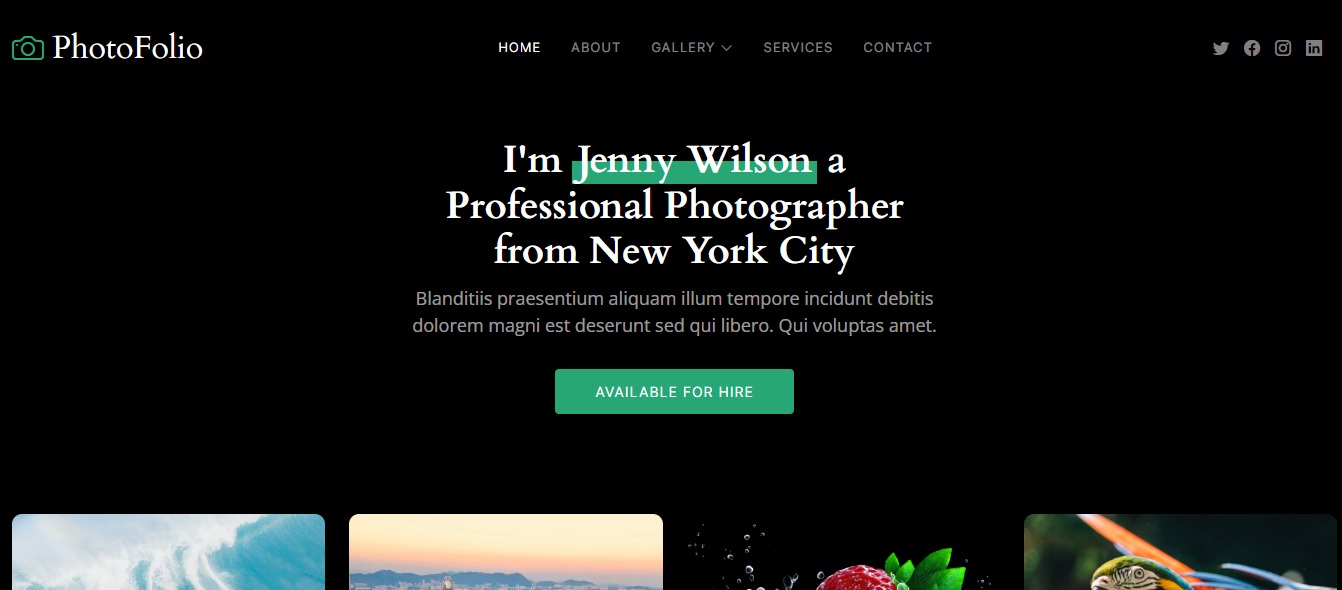 PhotoFolio
HOME ABOUT GALLERY SERVICES CONTACT
I'm Jenny Wilson a
Professional Photographer
from New York City
Blanditiis praesentium aliquam illum tempore incidunt debitis
dolorem magni est deserunt sed qui libero. Qui voluptas amet.
AVAILABLE FOR HIRE